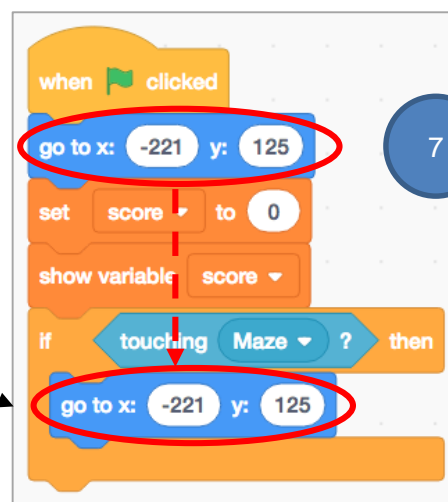 when clicked
go to x: -221 y: 125
7
set score to 0
show variable score
if touching Maze ? then
go to x: -221 y: 125